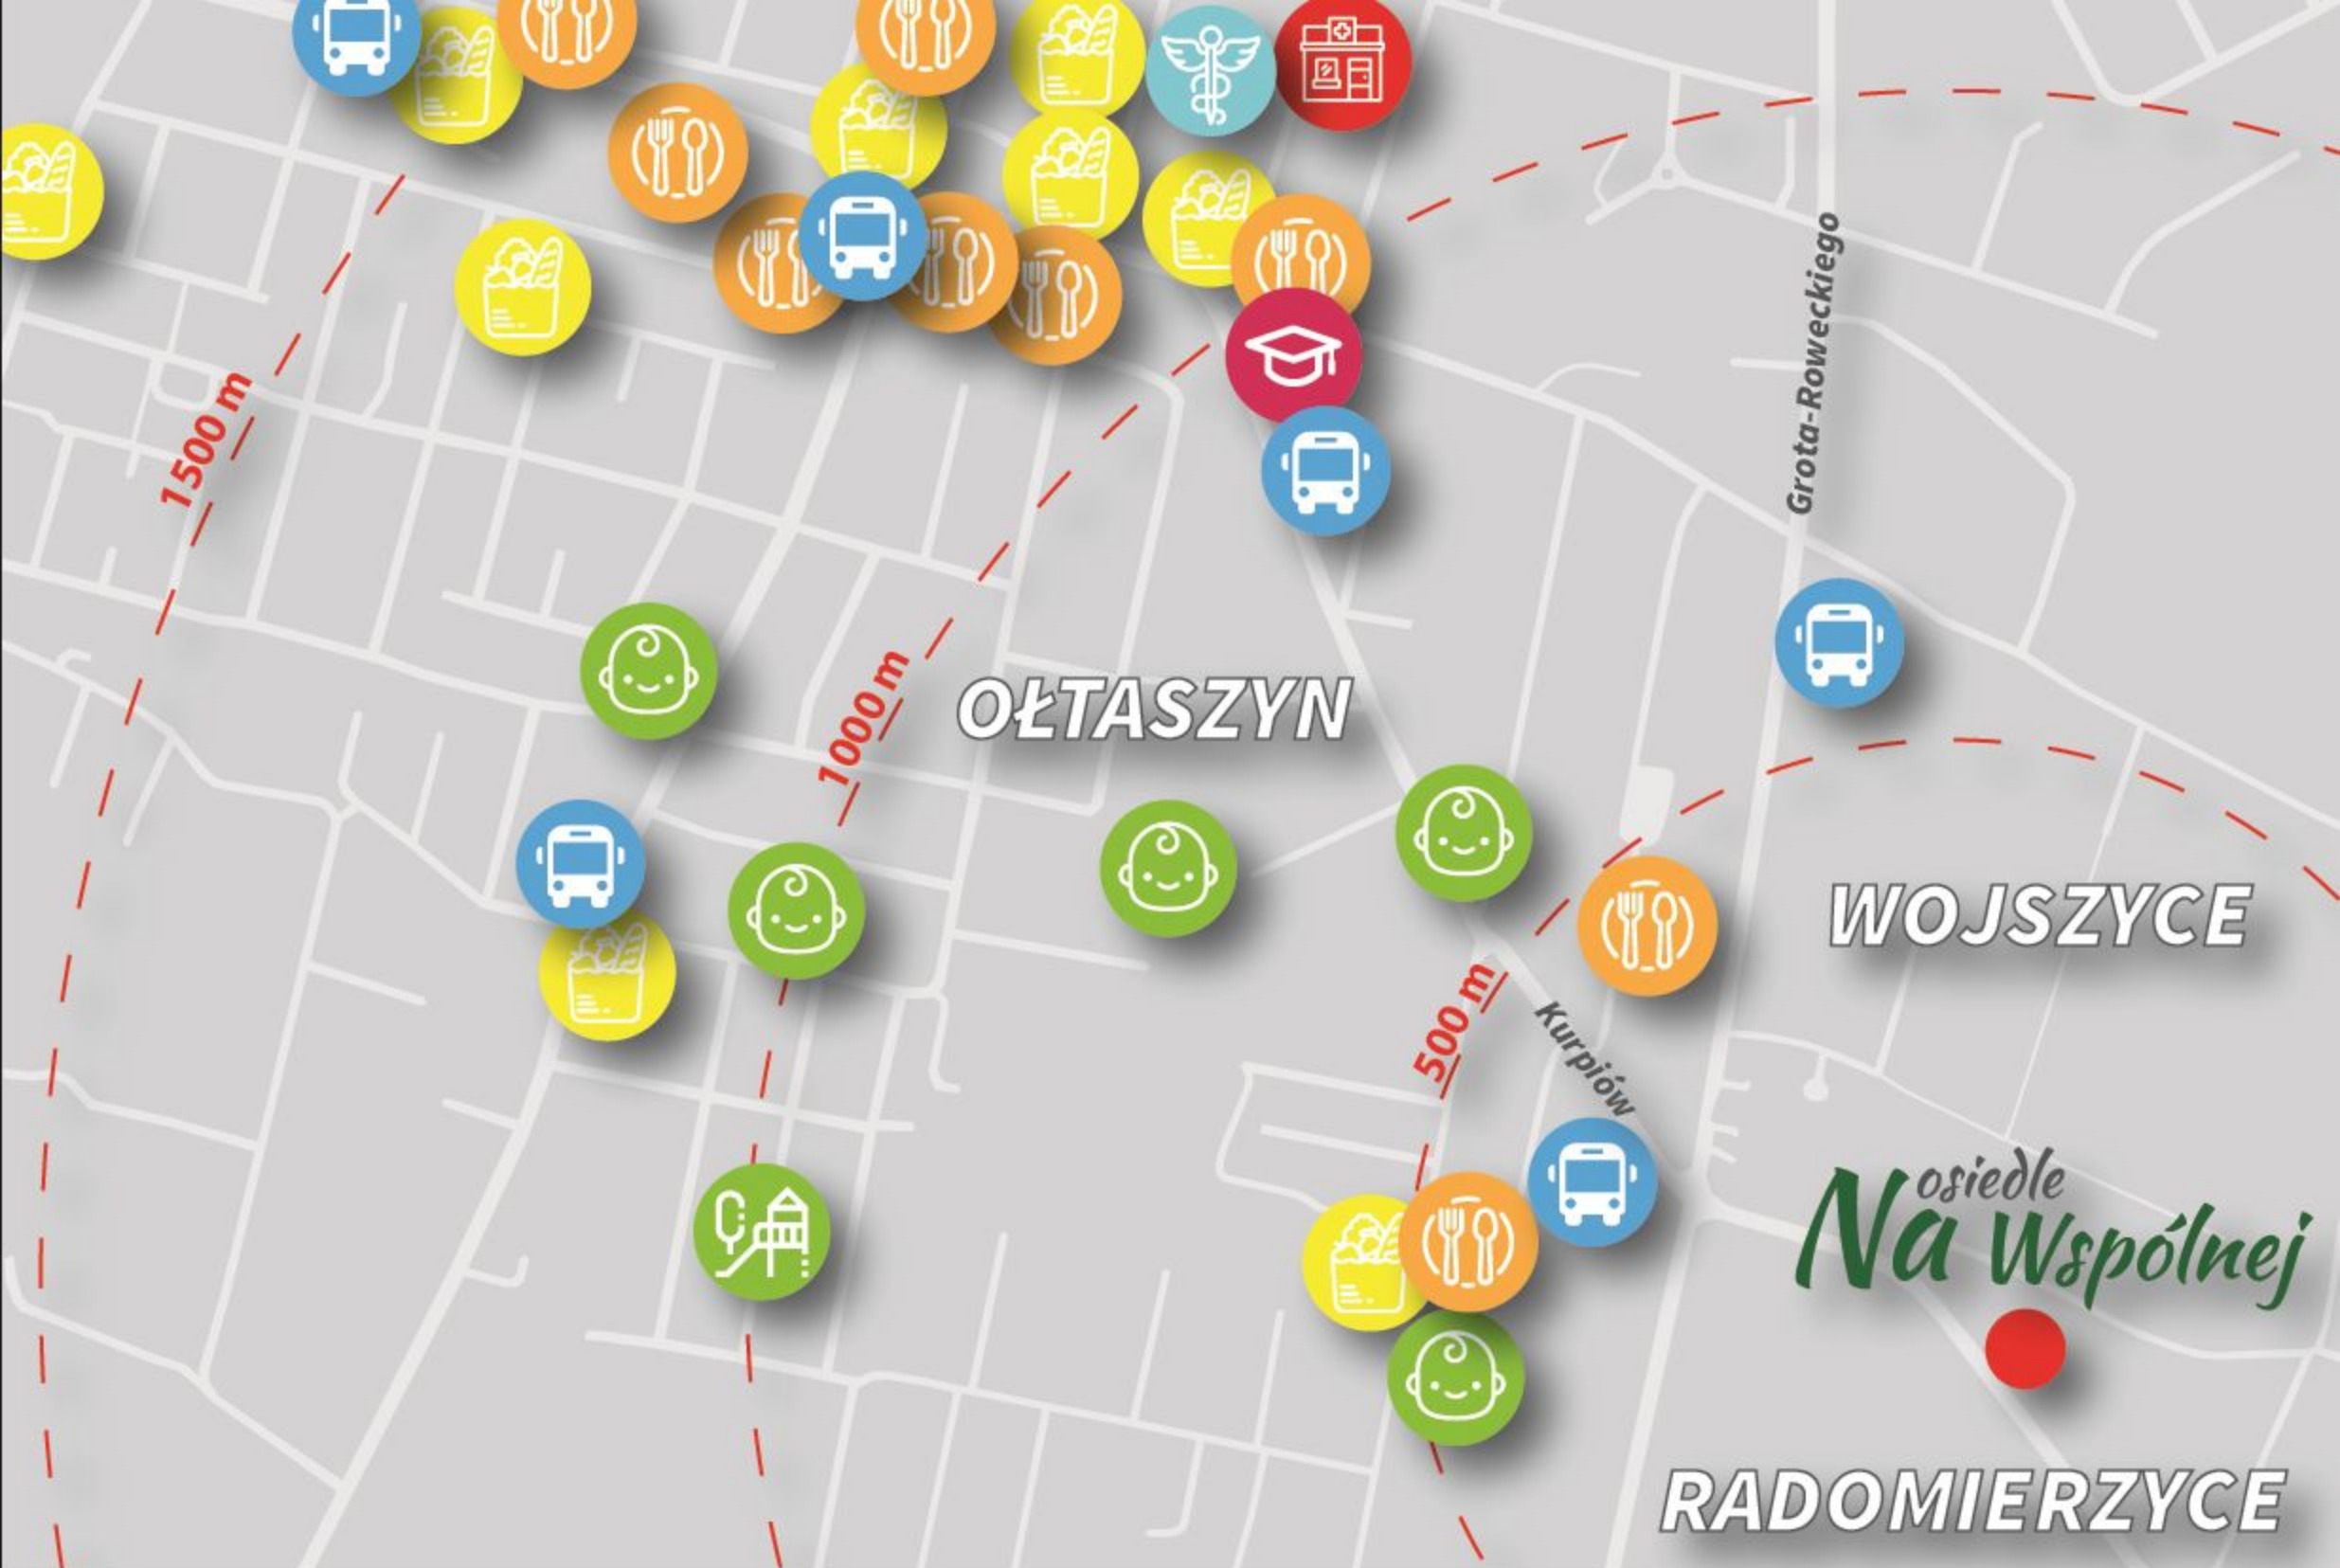 Grota-Roweckiego
1500 m
1000 m
OŁTASZYN
WOJSZYCE
500 m
Kurpiów
osiedle
Na Wspólnej
RADOMIERZYCE